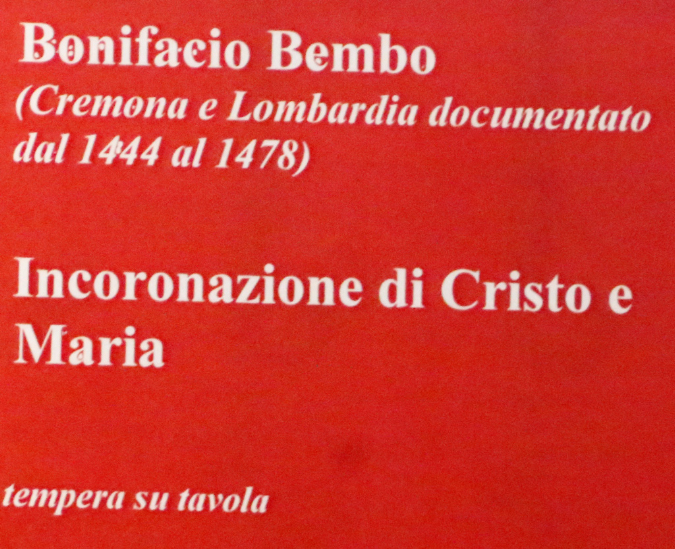 Bonifacio Bembo
(Cremona e Lombardia documentato
dal 1444 al 1478)
Incoronazione di Cristo e
Maria
tempera su tavola